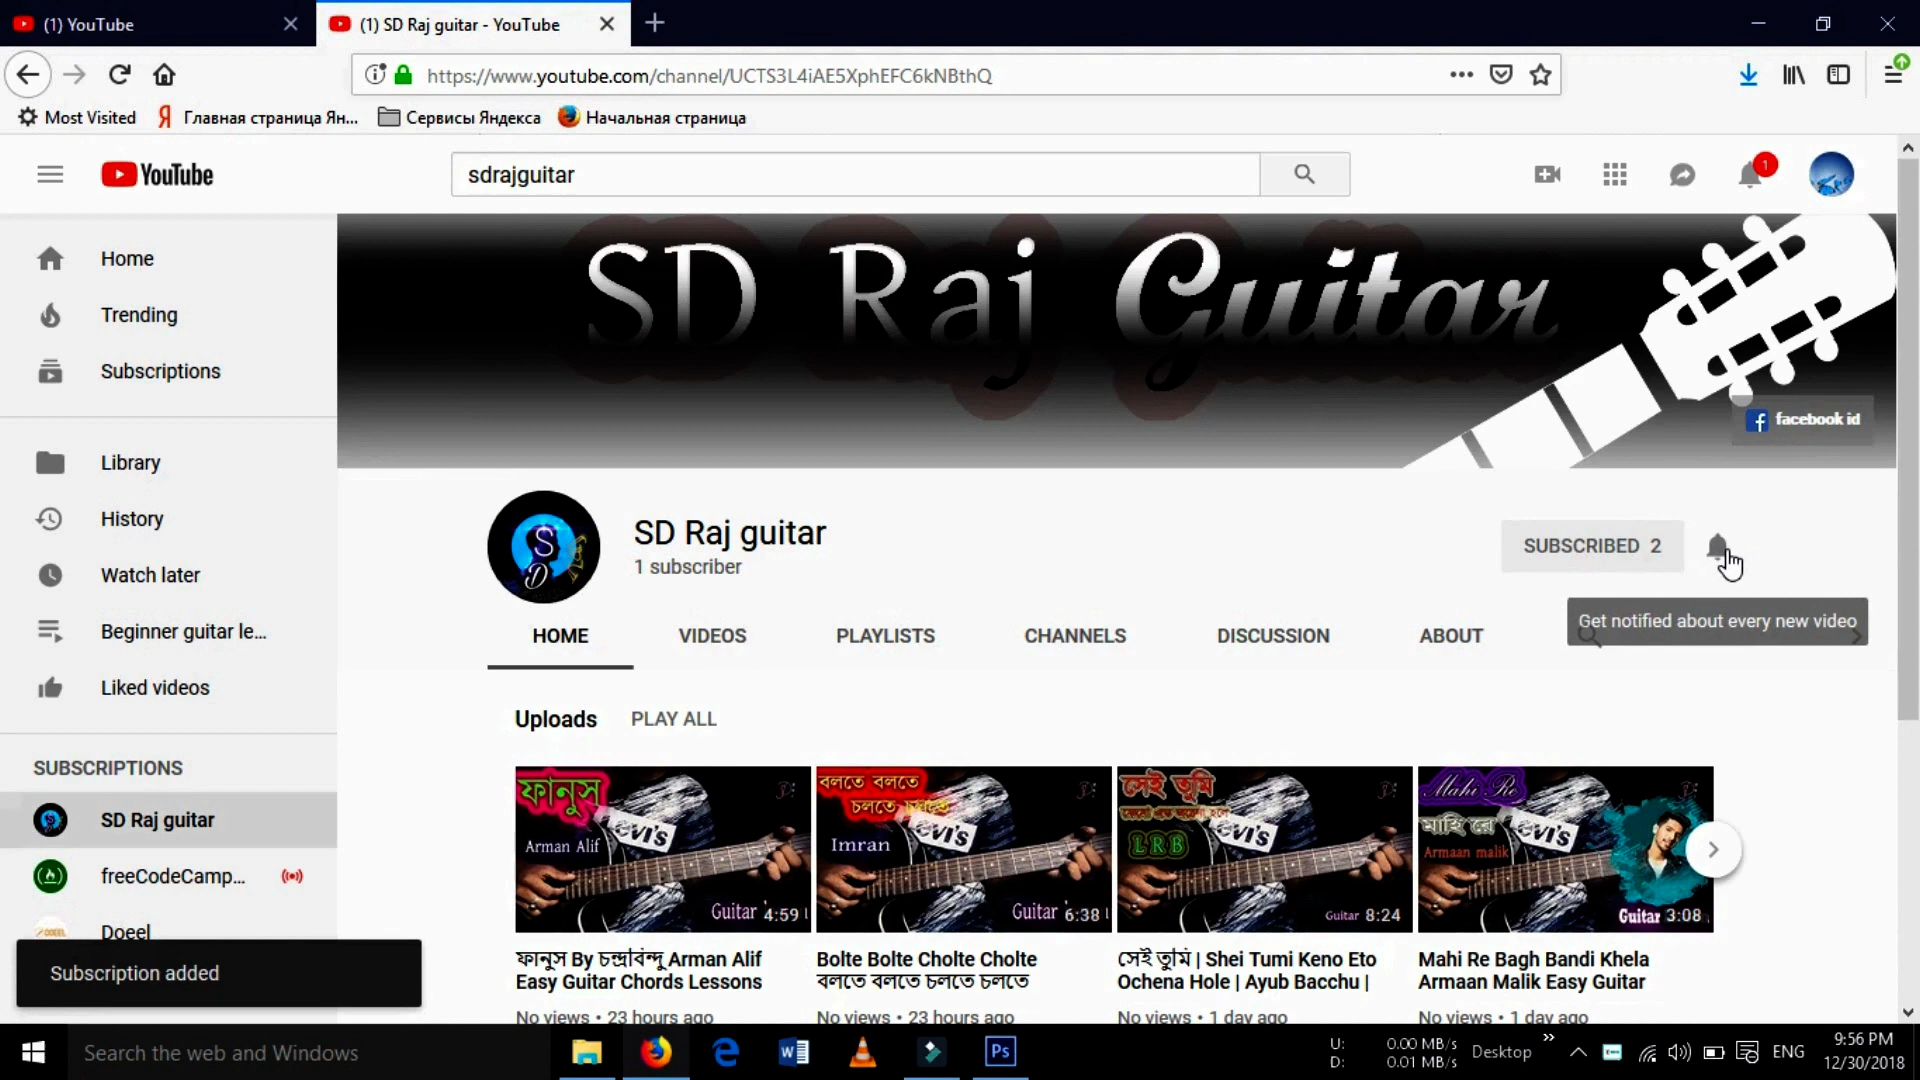 (1) YouTube
(1) SD Raj guitar - YouTube
https://www.youtube.com/channel/UCTS3L4iAE5XphEFC6kNBthQ
Most Visited
Главная страница Ян...
Сервисы Яндекса
Начальная страница
YouTube
sdrajguitar
1
Home
Trending
Subscriptions
Library
History
Watch later
Beginner guitar le...
Liked videos
SUBSCRIPTIONS
SD Raj guitar
freeCodeCamp...
Doeel
Subscription added
SD Raj Guitar
facebook id
SD Raj guitar
1 subscriber
SUBSCRIBED 2
Get notified about every new video
HOME
VIDEOS
PLAYLISTS
CHANNELS
DISCUSSION
ABOUT
Uploads
PLAY ALL
ফানুস
Arman Alif
Guitar 4:59
বলতে বলতে
চলতে চলতে
Imran
Guitar 6:38
সেই তুমি
LRB
Guitar 8:24
Mahi Re
মাহি রে
Armaan malik
Guitar 3:08
ফানুস By চন্দ্রবিন্দু Arman Alif
Easy Guitar Chords Lessons
No views • 23 hours ago
Bolte Bolte Cholte Cholte
বলতে বলতে চলতে চলতে
No views • 23 hours ago
সেই তুমি | Shei Tumi Keno Eto
Ochena Hole | Ayub Bacchu |
No views • 1 day ago
Mahi Re Bagh Bandi Khela
Armaan Malik Easy Guitar
No views • 1 day ago
Search the web and Windows
U: 0.00 MB/s
D: 0.01 MB/s
Desktop
ENG
9:56 PM
12/30/2018